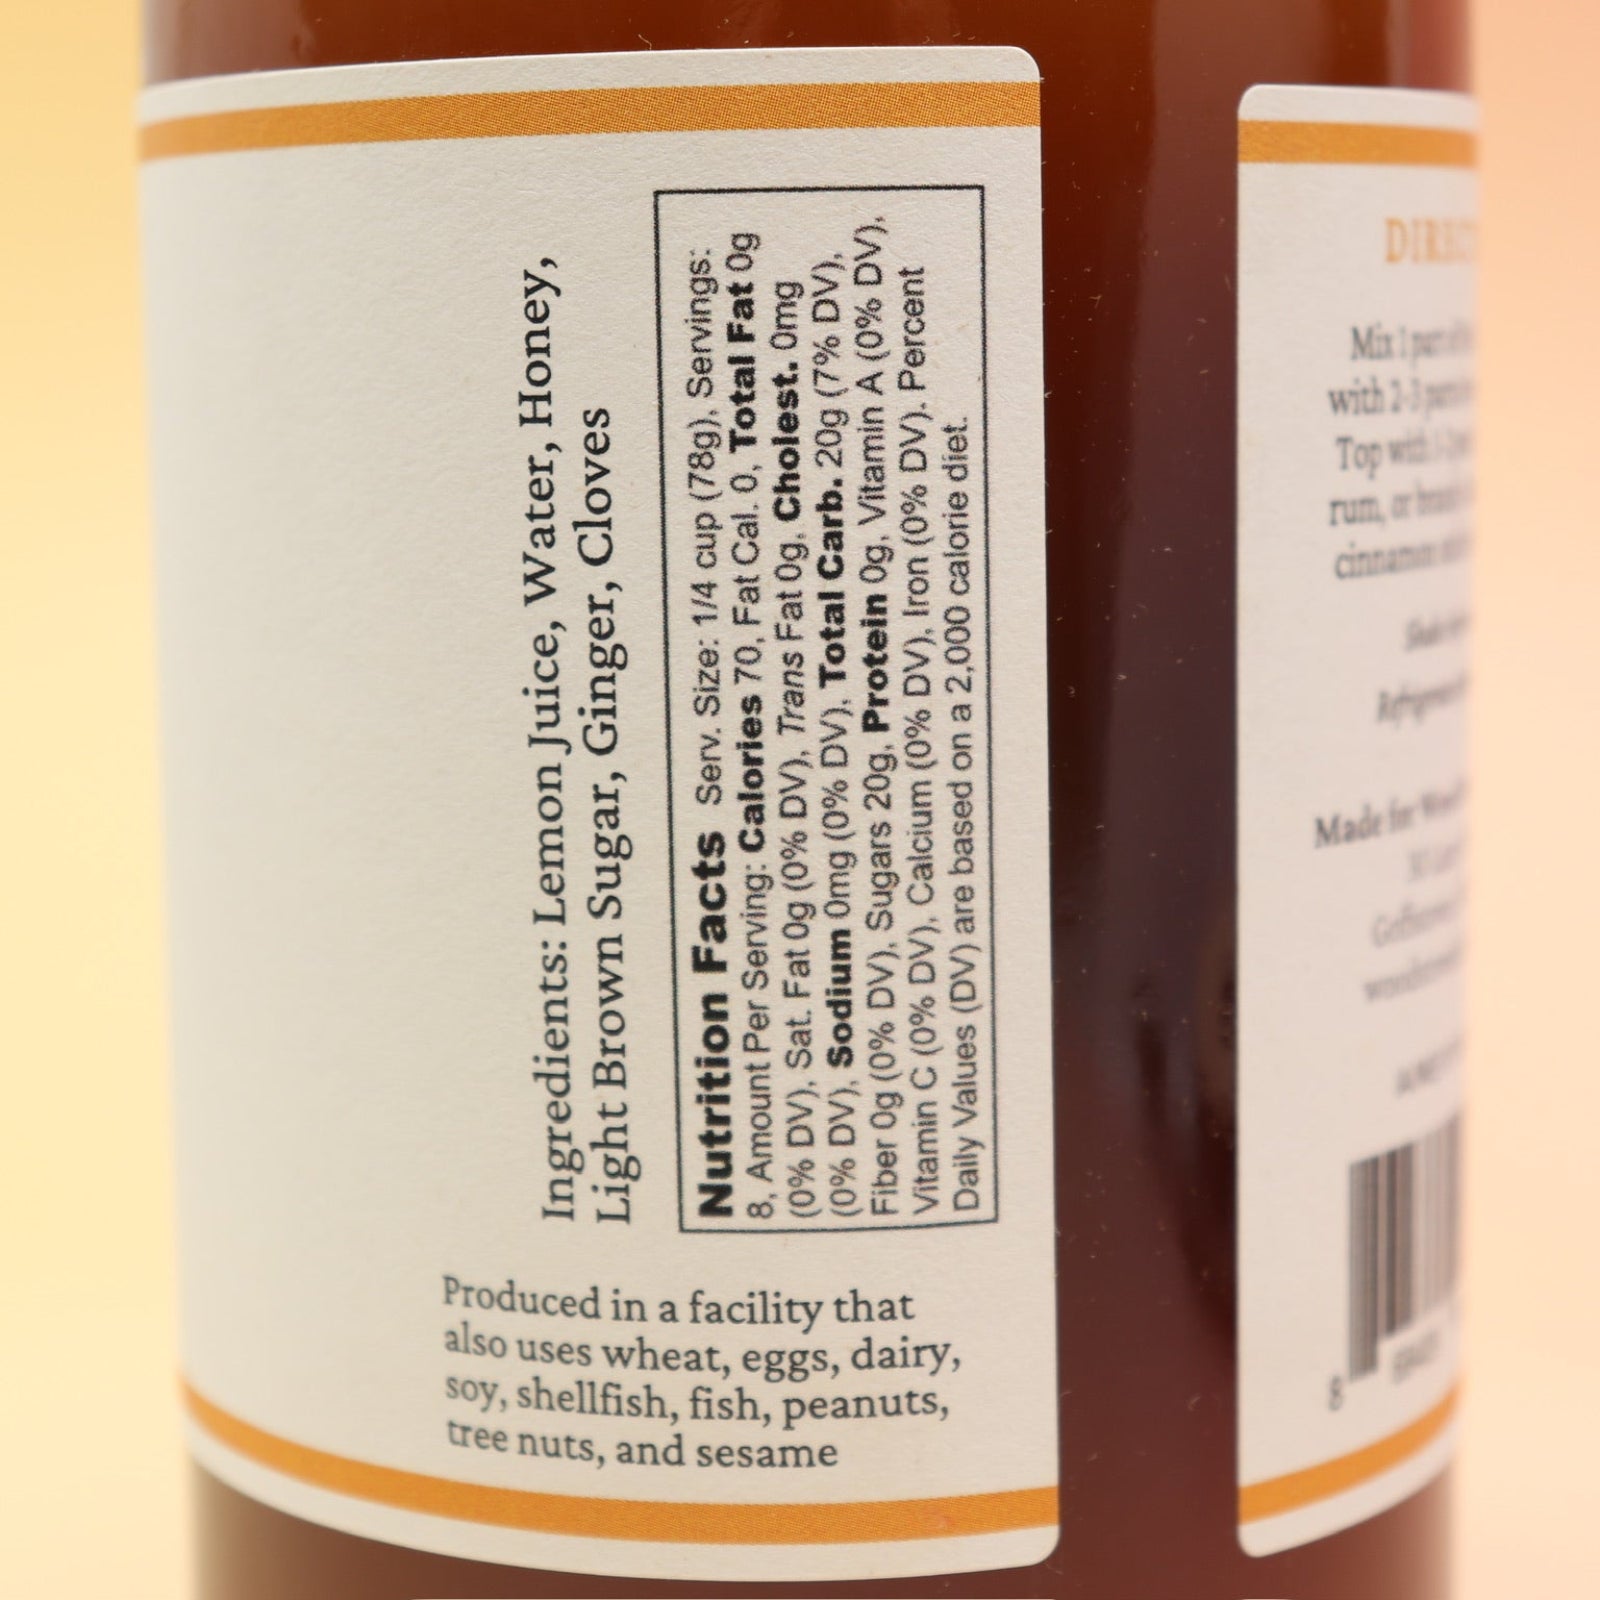 Ingredients: Lemon Juice, Water, Honey,
Light Brown Sugar, Ginger, Cloves
Nutrition Facts Serv. Size: 1/4 cup (78g), Servings:
8, Amount Per Serving: Calories 70, Fat Cal. 0, Total Fat 0g
(0% DV), Sat. Fat 0g (0% DV), Trans Fat 0g, Cholest. 0mg
(0% DV), Sodium 0mg (0% DV), Total Carb. 20g (7% DV),
Fiber 0g (0% DV), Sugars 20g, Protein 0g, Vitamin A (0% DV),
Vitamin C (0% DV), Calcium (0% DV), Iron (0% DV). Percent
Daily Values (DV) are based on a 2,000 calorie diet.
Produced in a facility that
also uses wheat, eggs, dairy,
soy, shellfish, fish, peanuts,
tree nuts, and sesame
Mix 1 part
with 2-3 parts
Top with 1-2
rum, or
cinnamon
Made for
8